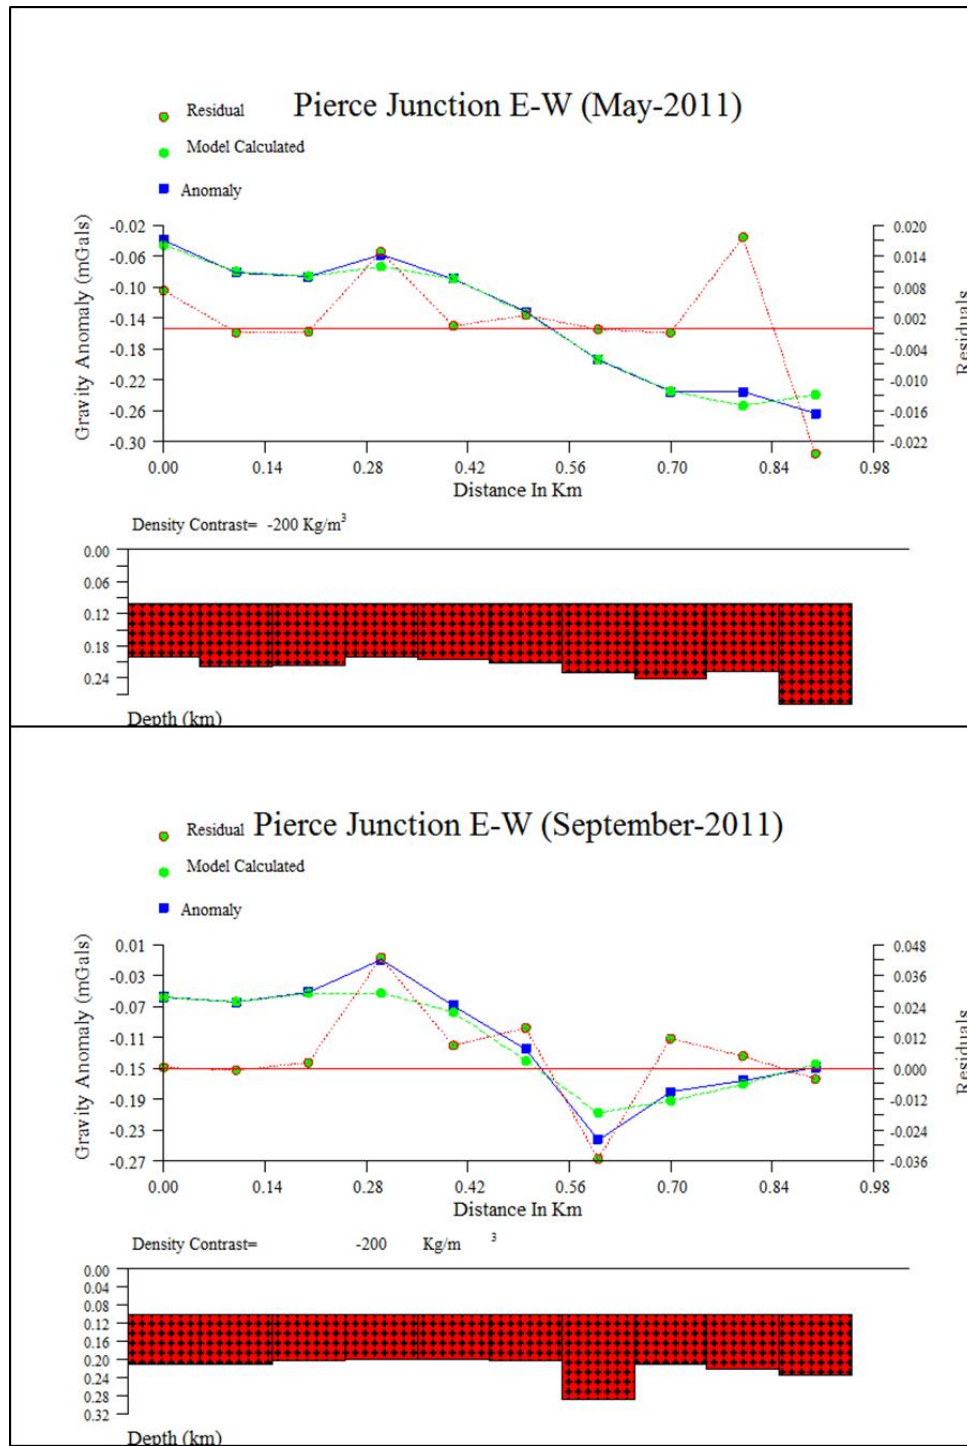 Pierce Junction E-W (May-2011)
Residual
Model Calculated
Anomaly
Gravity Anomaly (mGals)
-0.02
-0.06
-0.10
-0.14
-0.18
-0.22
-0.26
-0.30
0.020
0.014
0.008
0.002
-0.004
-0.010
-0.016
-0.022
Residuals
0.00 0.14 0.28 0.42 0.56 0.70 0.84 0.98
Distance In Km
Density Contrast= -200 Kg/m³
0.00
0.06
0.12
0.18
0.24
Depth (km)
Pierce Junction E-W (September-2011)
Residual
Model Calculated
Anomaly
Gravity Anomaly (mGals)
0.01
-0.03
-0.07
-0.11
-0.15
-0.19
-0.23
-0.27
0.048
0.036
0.024
0.012
0.000
-0.012
-0.024
-0.036
Residuals
0.00 0.14 0.28 0.42 0.56 0.70 0.84 0.98
Distance In Km
Density Contrast= -200 Kg/m ³
0.00
0.04
0.08
0.12
0.16
0.20
0.24
0.28
0.32
Depth (km)